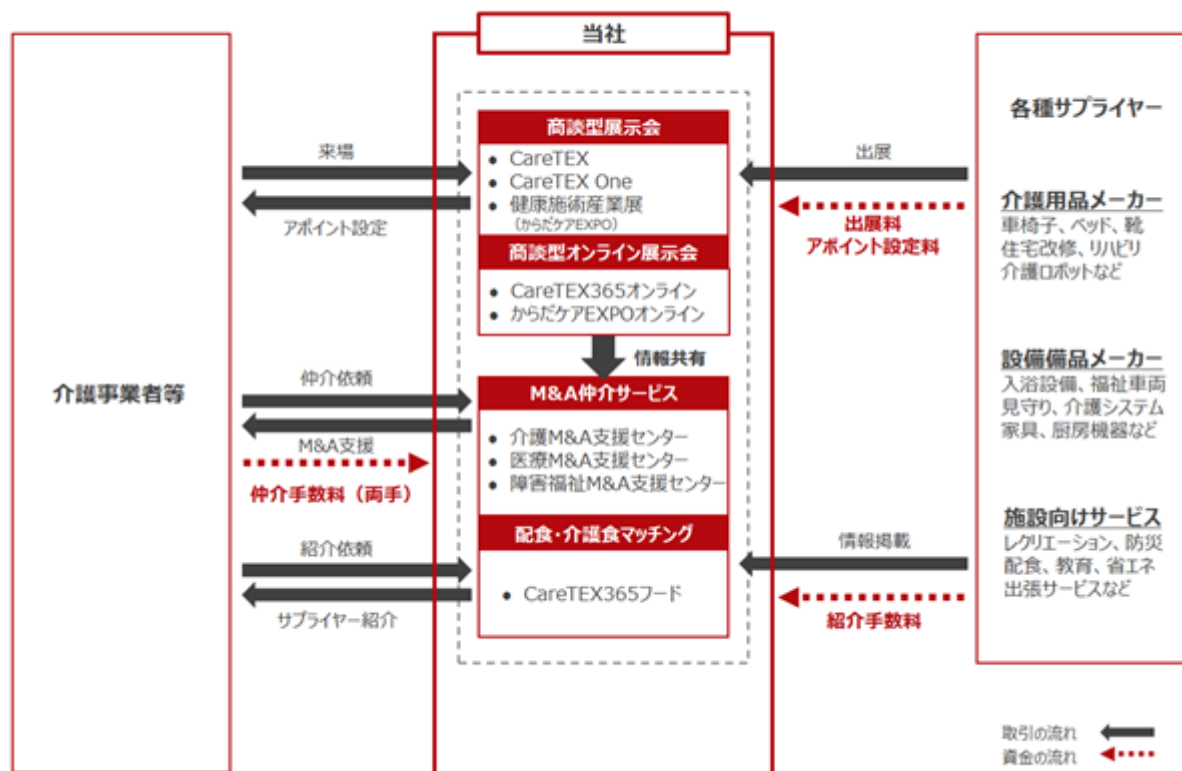 当社
介護事業者等
来場
アポイント設定
仲介依頼
M&A支援
仲介手数料（両手）
紹介依頼
サプライヤー紹介
商談型展示会
● CareTEX
● CareTEX One
● 健康施術産業展
（からだケアEXPO）
商談型オンライン展示会
● CareTEX365オンライン
● からだケアEXPOオンライン
情報共有
M&A仲介サービス
● 介護M&A支援センター
● 医療M&A支援センター
● 障害福祉M&A支援センター
配食・介護食マッチング
● CareTEX365フード
出展
出展料
アポイント設定料
情報掲載
紹介手数料
各種サプライヤー
介護用品メーカー
車椅子、ベッド、靴
住宅改修、リハビリ
介護ロボットなど
設備備品メーカー
入浴設備、福祉車両
見守り、介護システム
家具、厨房機器など
施設向けサービス
レクリエーション、防災
配食、教育、省エネ
出張サービスなど
取引の流れ
資金の流れ